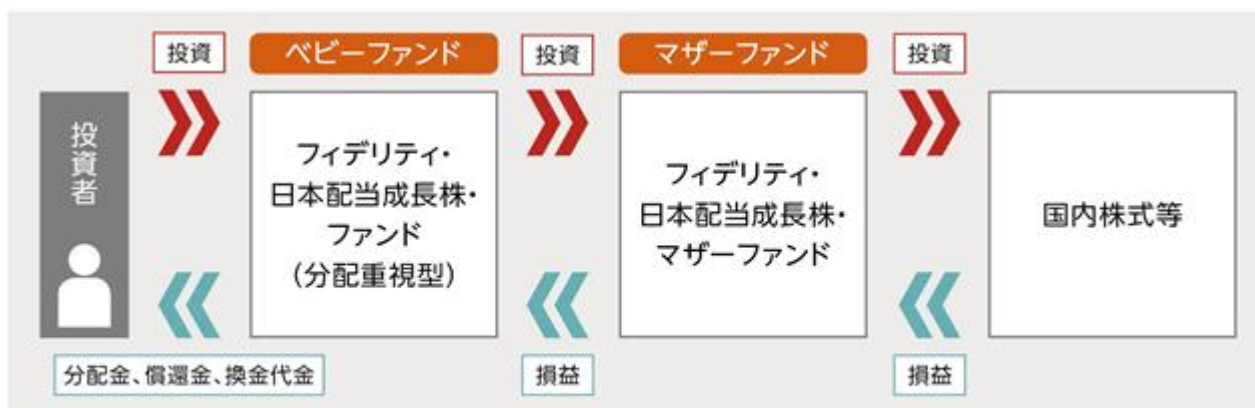 投資
ベビーファンド
投資
マザーファンド
投資
投資者
フィデリティ・
日本配当成長株・
ファンド
(分配重視型)
フィデリティ・
日本配当成長株・
マザーファンド
国内株式等
分配金、償還金、換金代金
損益
損益